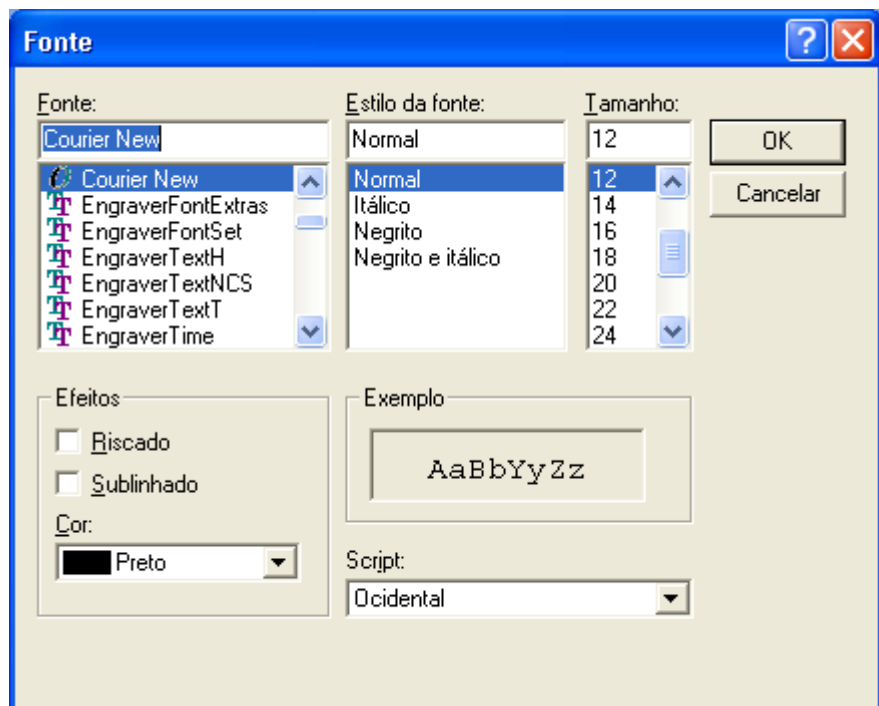 Fonte
Fonte:
Courier New
Courier New
EngraverFontExtras
EngraverFontSet
EngraverTextH
EngraverTextNCS
EngraverTextT
EngraverTime
Estilo da fonte:
Normal
Normal
Itálico
Negrito
Negrito e itálico
Tamanho:
12
12
14
16
18
20
22
24
OK
Cancelar
Efeitos
Riscado
Sublinhado
Cor:
Preto
Exemplo
AaBbYyZz
Script:
Ocidental